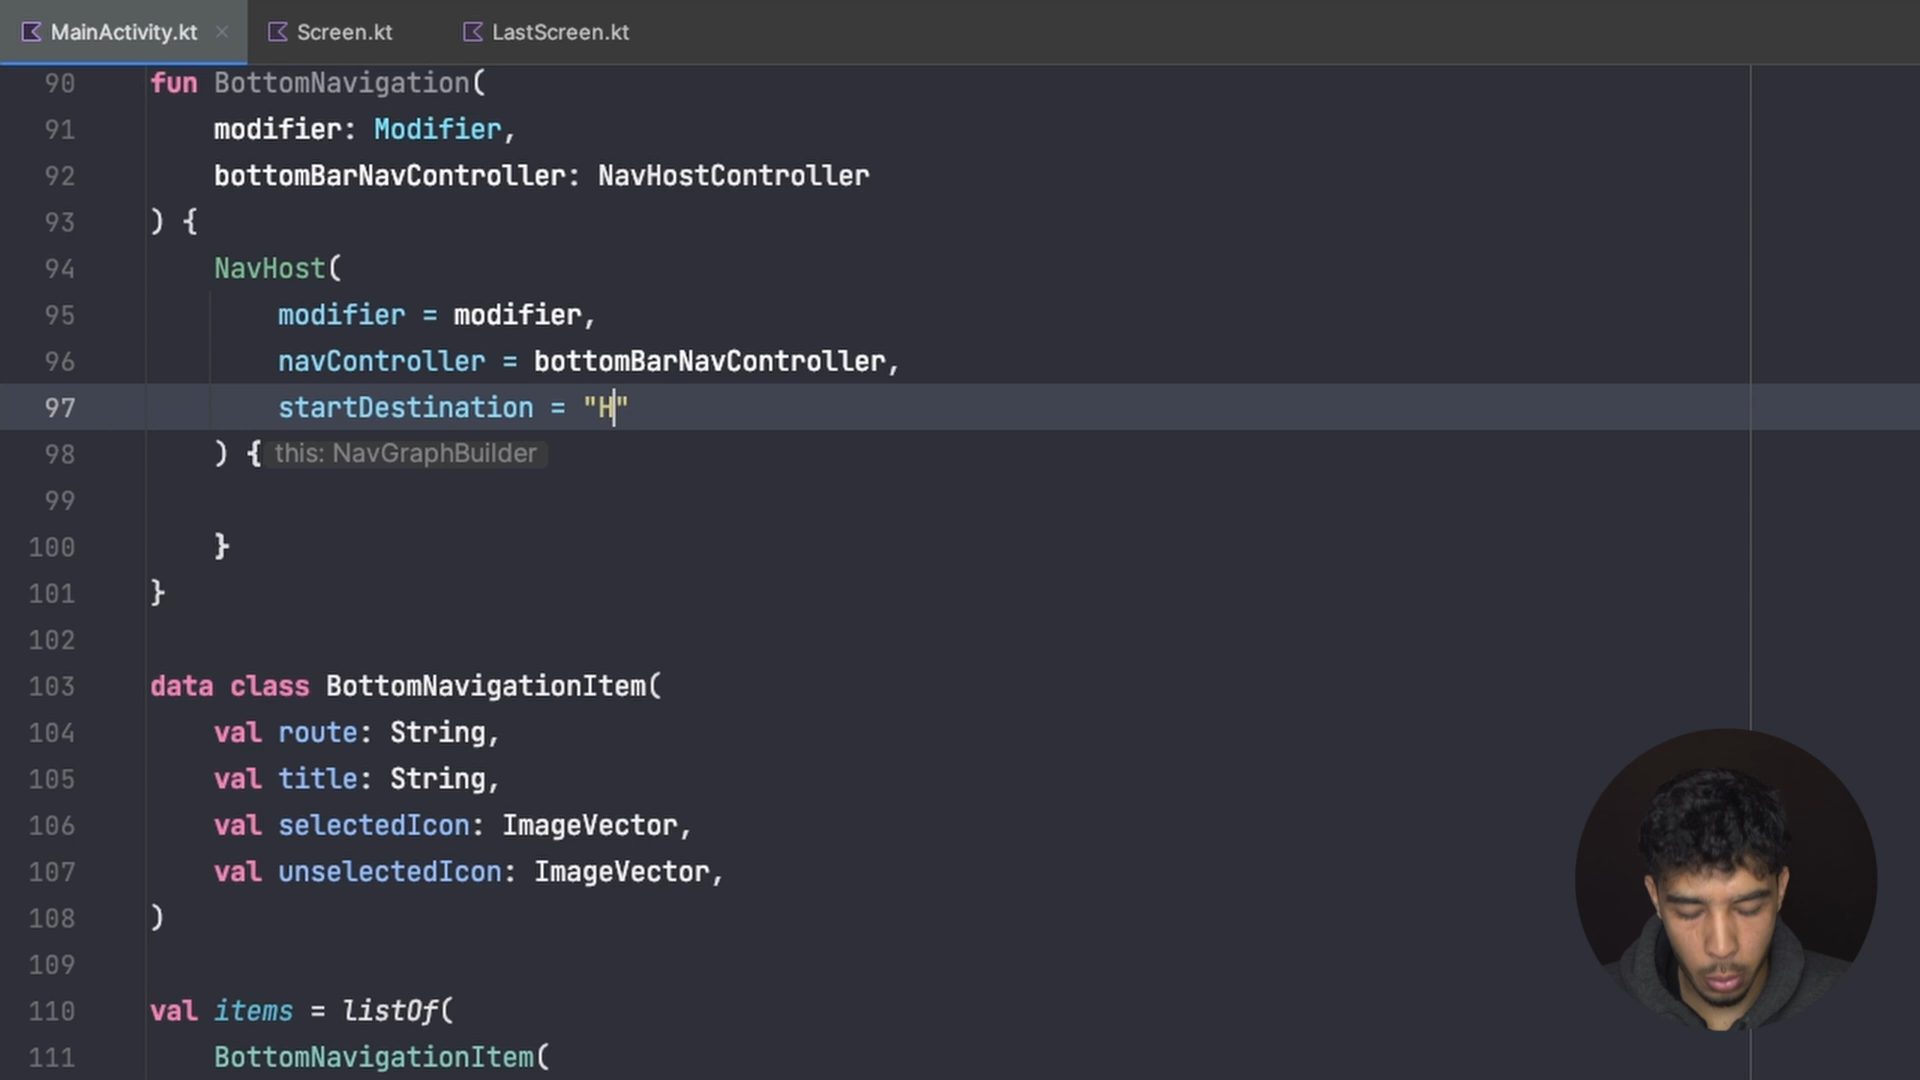 MainActivity.kt
Screen.kt
LastScreen.kt
90 fun BottomNavigation(
91 modifier: Modifier,
92 bottomBarNavController: NavHostController
93 ) {
94 NavHost(
95 modifier = modifier,
96 navController = bottomBarNavController,
97 startDestination = "H"
98 ) { this: NavGraphBuilder
99
100 }
101 }
102
103 data class BottomNavigationItem(
104 val route: String,
105 val title: String,
106 val selectedIcon: ImageVector,
107 val unselectedIcon: ImageVector,
108 )
109
110 val items = listOf(
111 BottomNavigationItem(